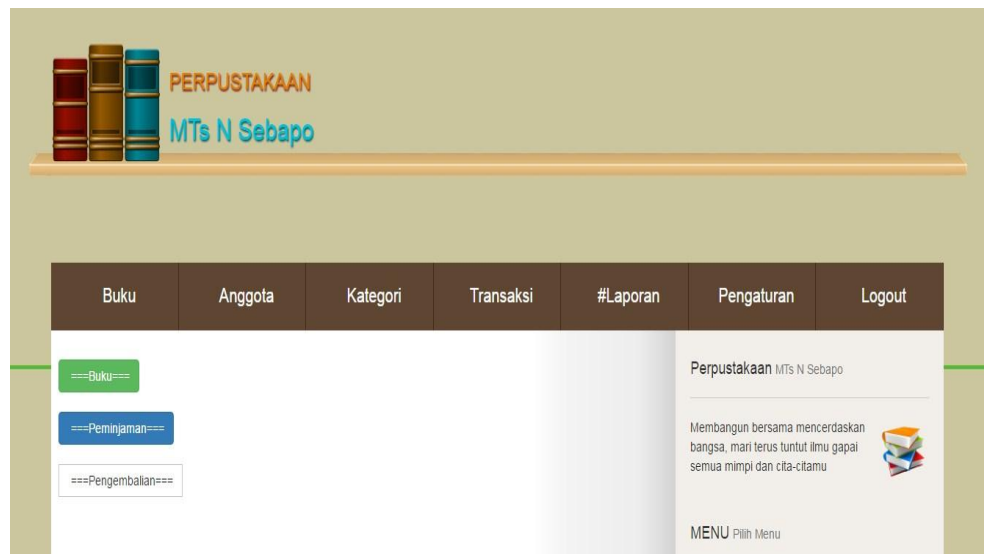 PERPUSTAKAAN
MTs N Sebapo
Buku Anggota Kategori Transaksi #Laporan Pengaturan Logout
===Buku===
===Peminjaman===
===Pengembalian===
Perpustakaan MTs N Sebapo
Membangun bersama mencerdaskan
bangsa, mari terus tuntut ilmu gapai
semua mimpi dan cita-citamu
MENU Pilih Menu